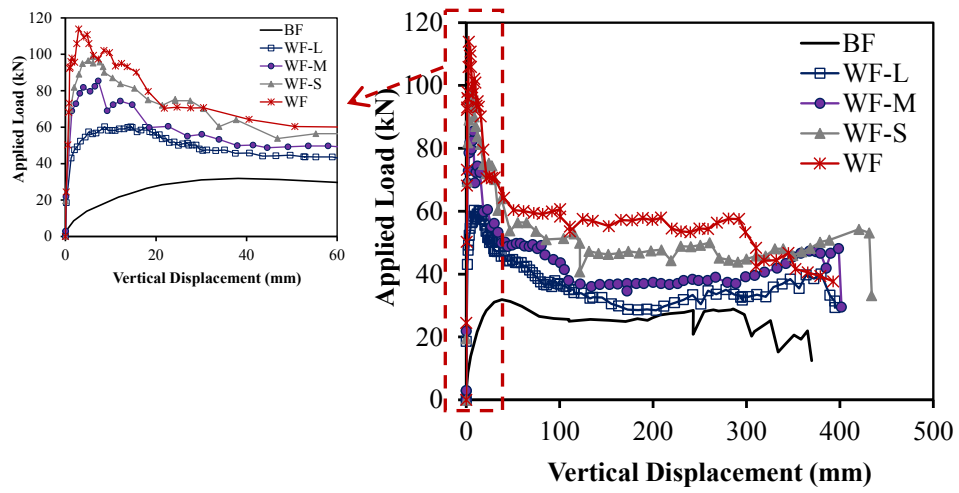 120
100
80
60
40
20
0
0 20 40 60
Applied Load (kN)
Vertical Displacement (mm)
BF
WF-L
WF-M
WF-S
WF
120
100
80
60
40
20
0
0 100 200 300 400 500
Applied Load (kN)
Vertical Displacement (mm)
BF
WF-L
WF-M
WF-S
WF